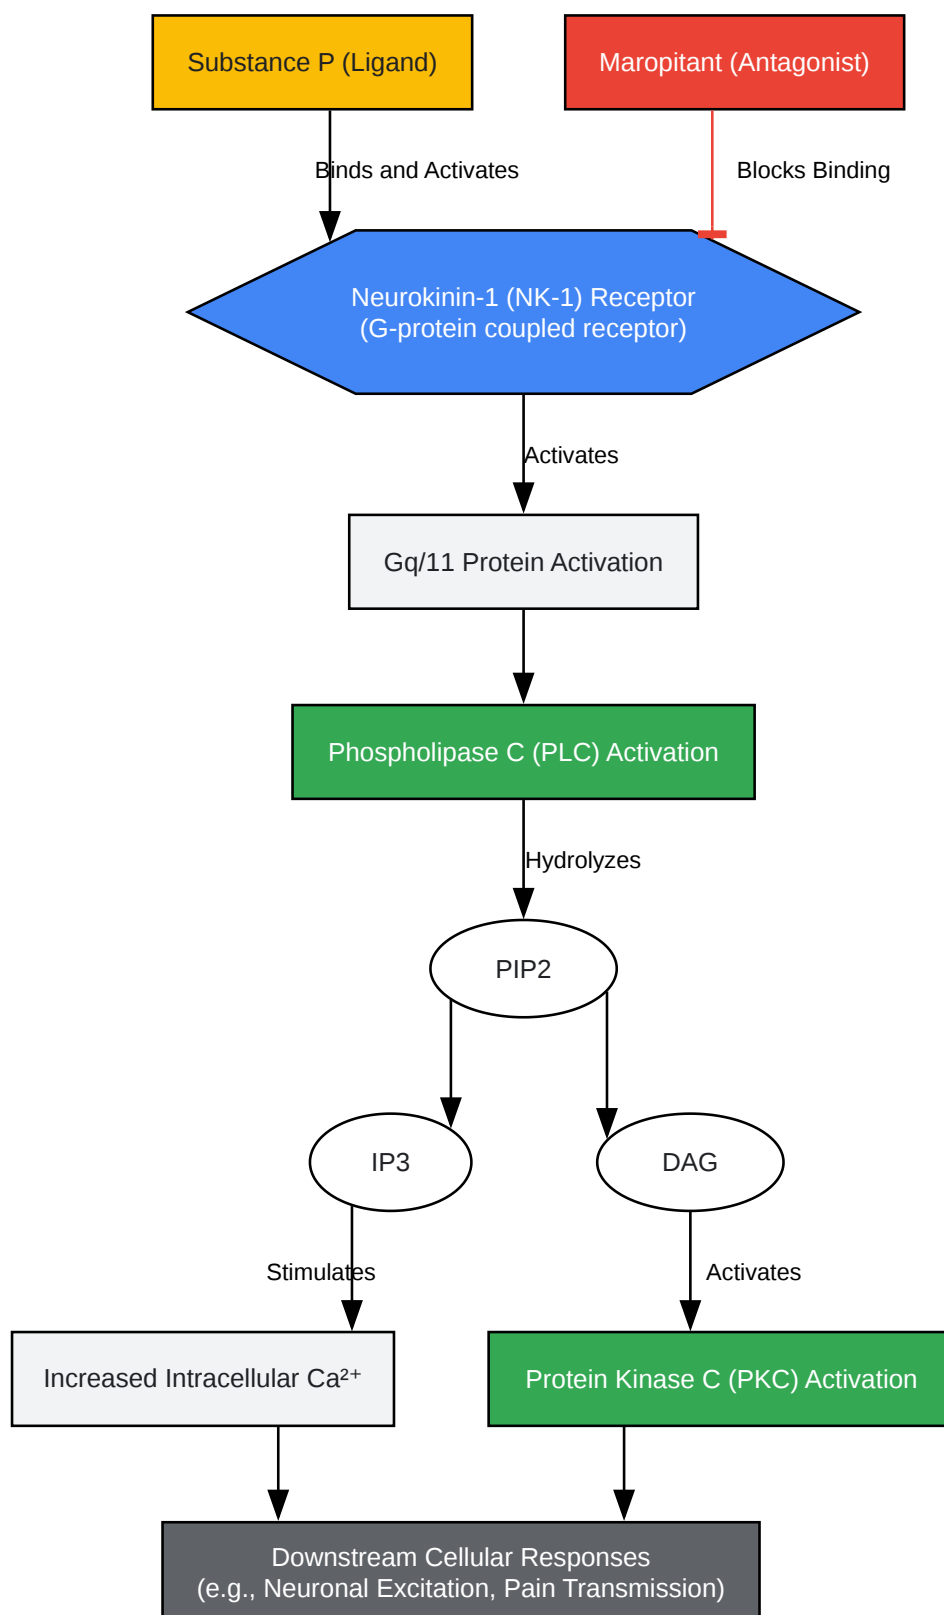 Substance P (Ligand)
Maropitant (Antagonist)
Binds and Activates
Blocks Binding
Neurokinin-1 (NK-1) Receptor
(G-protein coupled receptor)
Activates
Gq/11 Protein Activation
Phospholipase C (PLC) Activation
Hydrolyzes
PIP2
IP3
DAG
Stimulates
Activates
Increased Intracellular Ca²⁺
Protein Kinase C (PKC) Activation
Downstream Cellular Responses
(e.g., Neuronal Excitation, Pain Transmission)